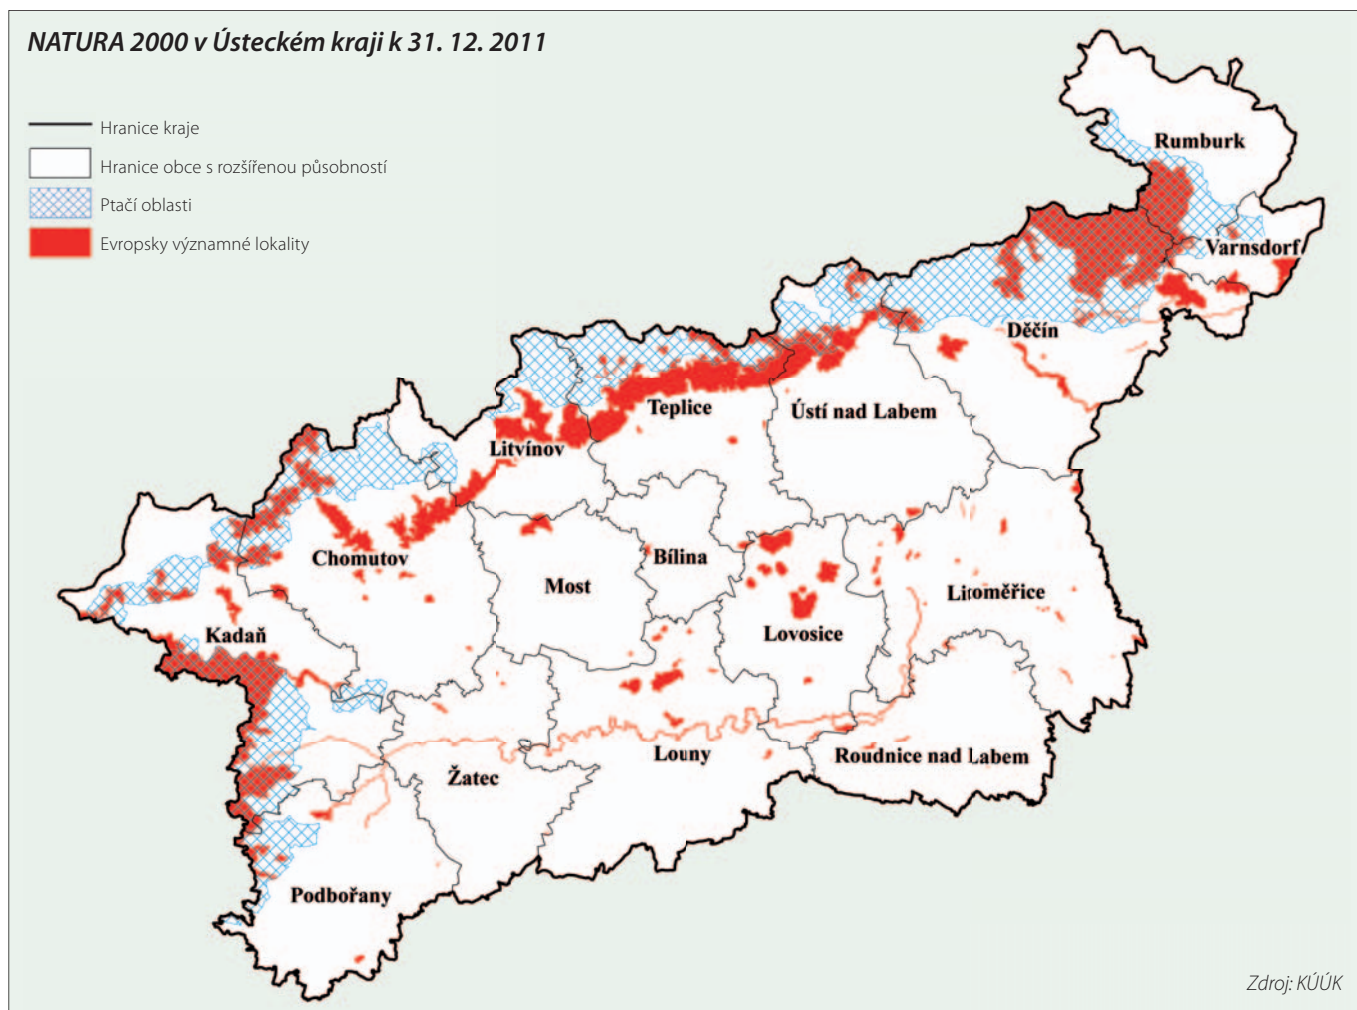 NATURA 2000 v Ústeckém kraji k 31. 12. 2011
Hranice kraje
Hranice obce s rozšířenou působností
Ptačí oblasti
Evropsky významné lokality
Rumburk
Varnsdorf
Děčín
Teplice
Ústí nad Labem
Litvínov
Chomutov
Most
Bílina
Litoměřice
Kadaň
Lovosice
Louny
Roudnice nad Labem
Žatec
Podbořany
Zdroj: KÚÚK